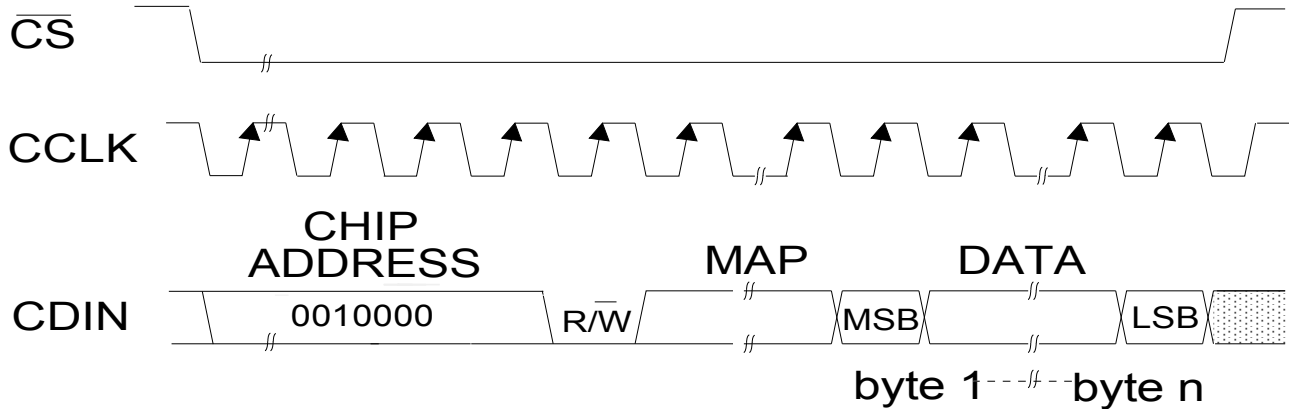 CS
CCLK
CHIP
ADDRESS
MAP
DATA
CDIN
0010000
R/W
MSB
LSB
byte 1
byte n